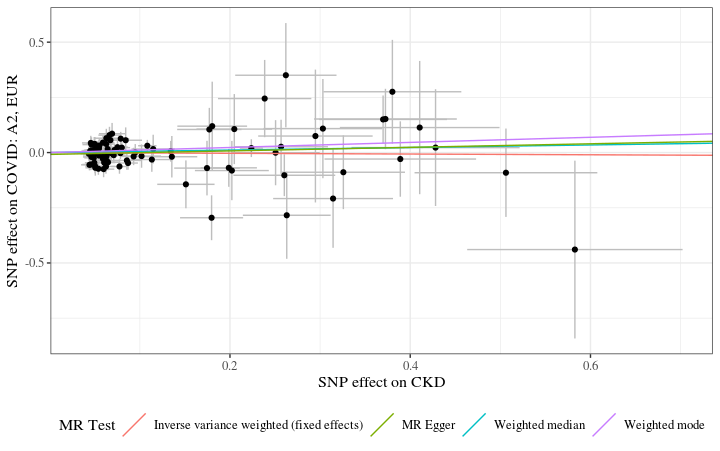 0.5
0.0
-0.5
SNP effect on COVID: A2, EUR
0.2
0.4
0.6
SNP effect on CKD
MR Test
Inverse variance weighted (fixed effects)
MR Egger
Weighted median
Weighted mode